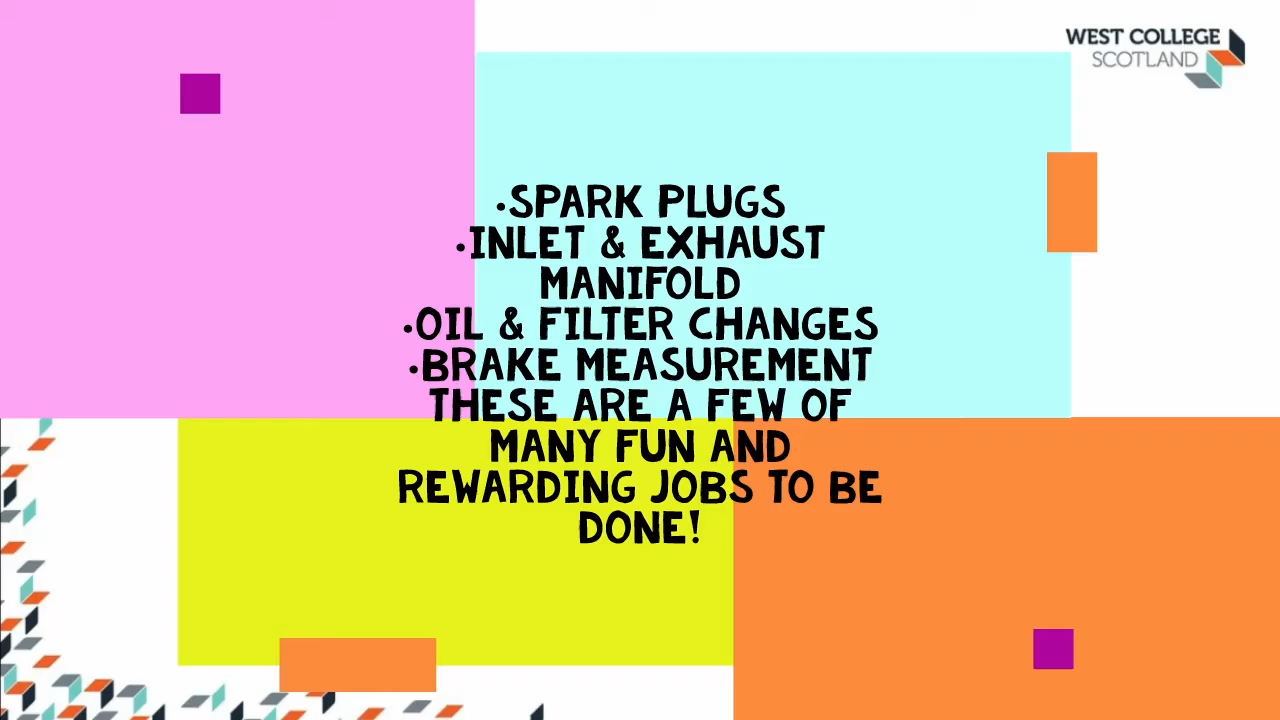 WEST COLLEGE
SCOTLAND
•SPARK PLUGS
•INLET & EXHAUST
MANIFOLD
•OIL & FILTER CHANGES
•BRAKE MEASUREMENT
THESE ARE A FEW OF
MANY FUN AND
REWARDING JOBS TO BE
DONE!